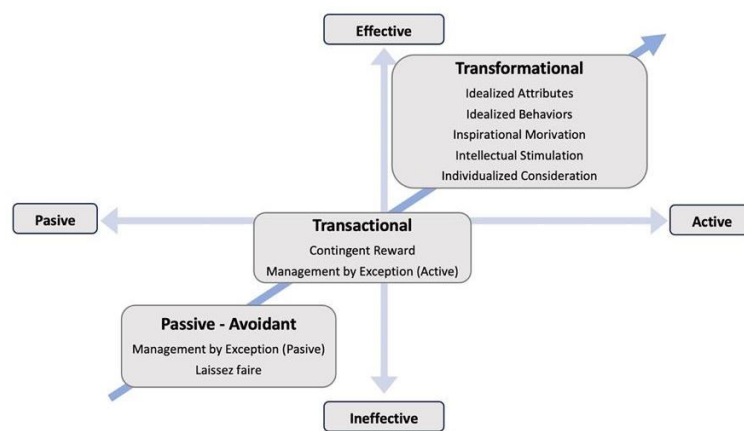 Effective
Transformational
Idealized Attributes
Idealized Behaviors
Inspirational Morivation
Intellectual Stimulation
Individualized Consideration
Pasive
Transactional
Contingent Reward
Management by Exception (Active)
Active
Passive - Avoidant
Management by Exception (Pasive)
Laissez faire
Ineffective